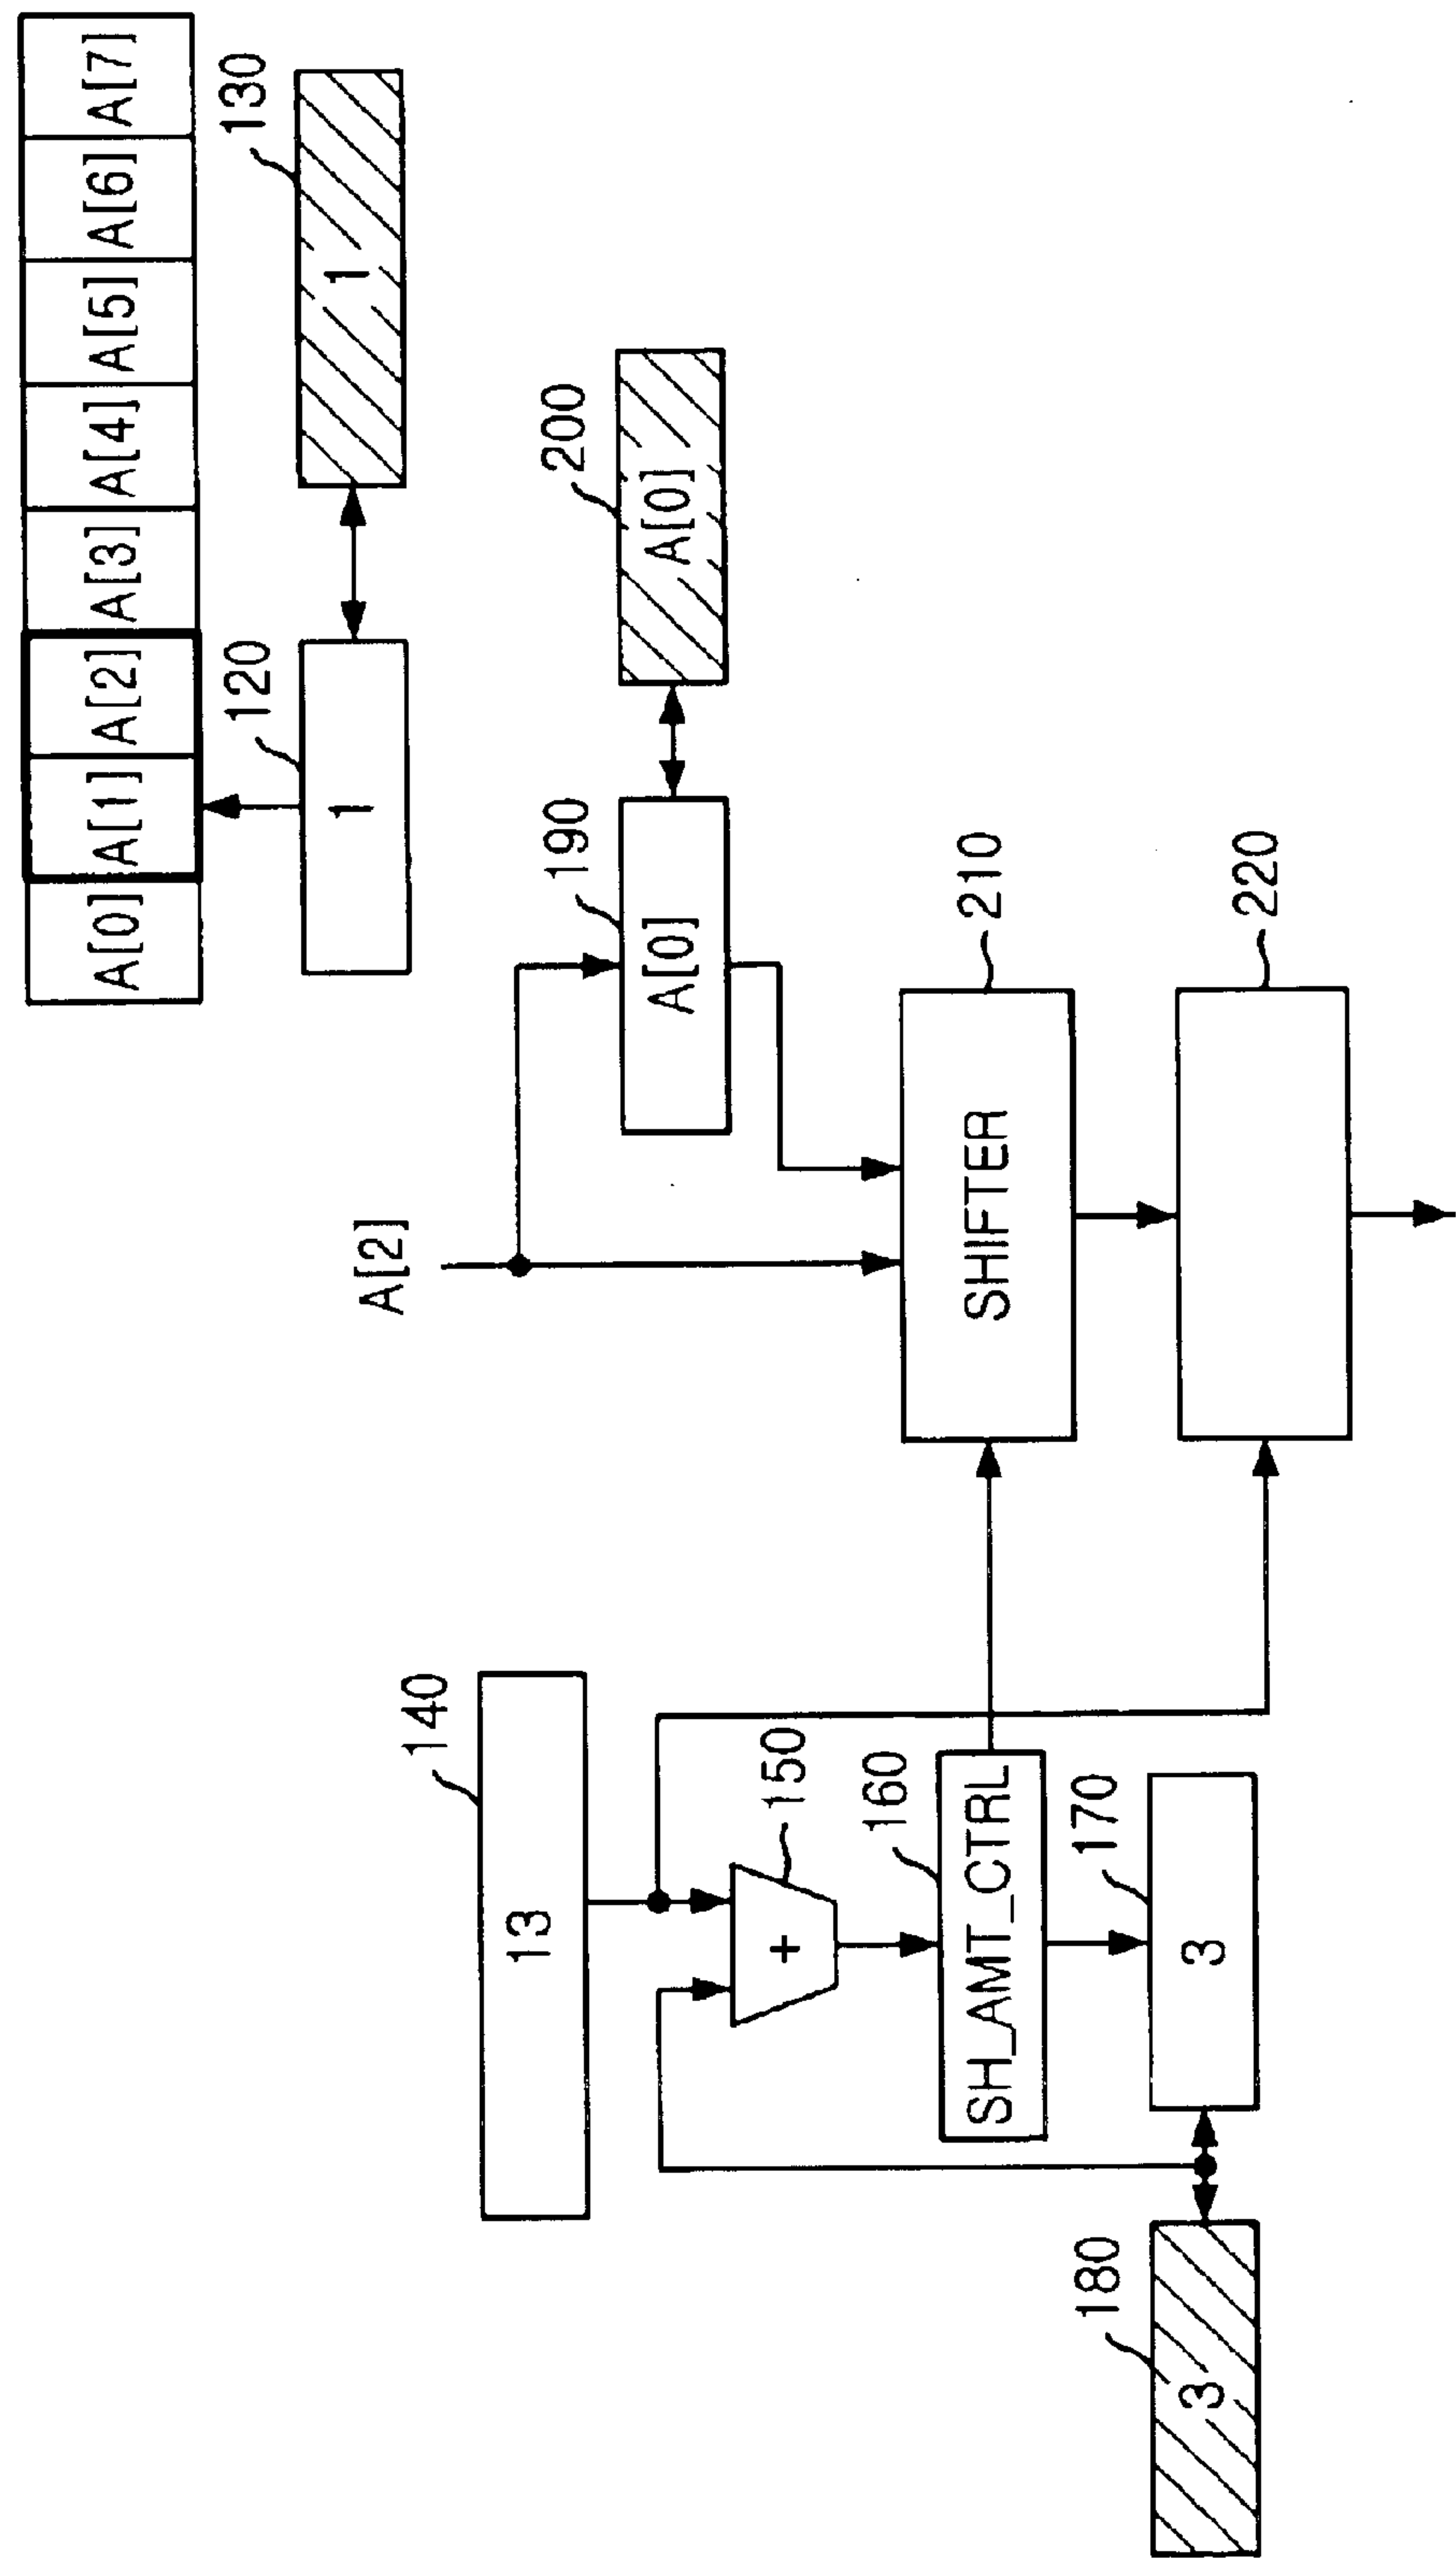 A[0] A[1] A[2] A[3] A[4] A[5] A[6] A[7]
120
130
1
1
A[2]
190
200
A[0]
A[0]
140
13
150
+
160
SH_AMT_CTRL
210
SHIFTER
180
170
3
3
220